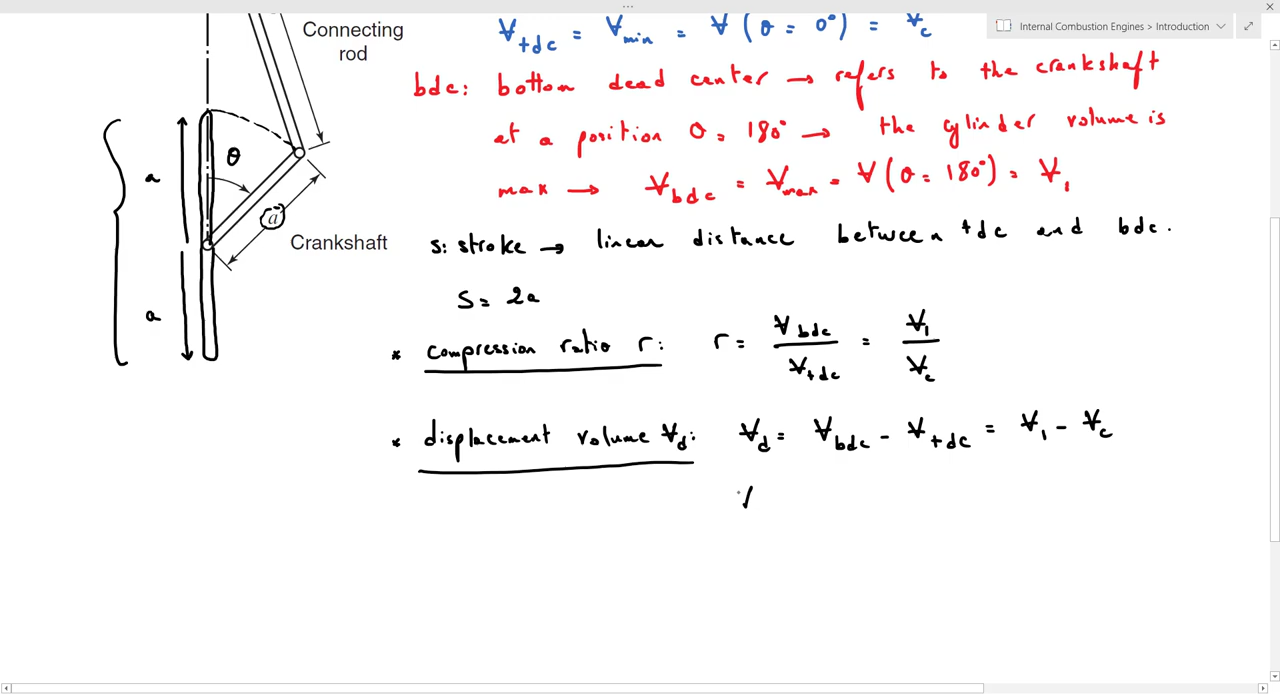 Internal Combustion Engines > Introduction
Connecting
rod
V_tdc = V_min = V(θ = 0°) = V_c
bdc: bottom dead center → refers to the crankshaft
at a position θ = 180° → the cylinder volume is
max → V_bdc = V_max = V(θ = 180°) = V_1
θ
a
a
Crankshaft
a
s: stroke → linear distance between tdc and bdc.
S = 2a
* compression ratio r: r = V_bdc / V_tdc = V_1 / V_c
* displacement volume V_d: V_d = V_bdc - V_tdc = V_1 - V_c